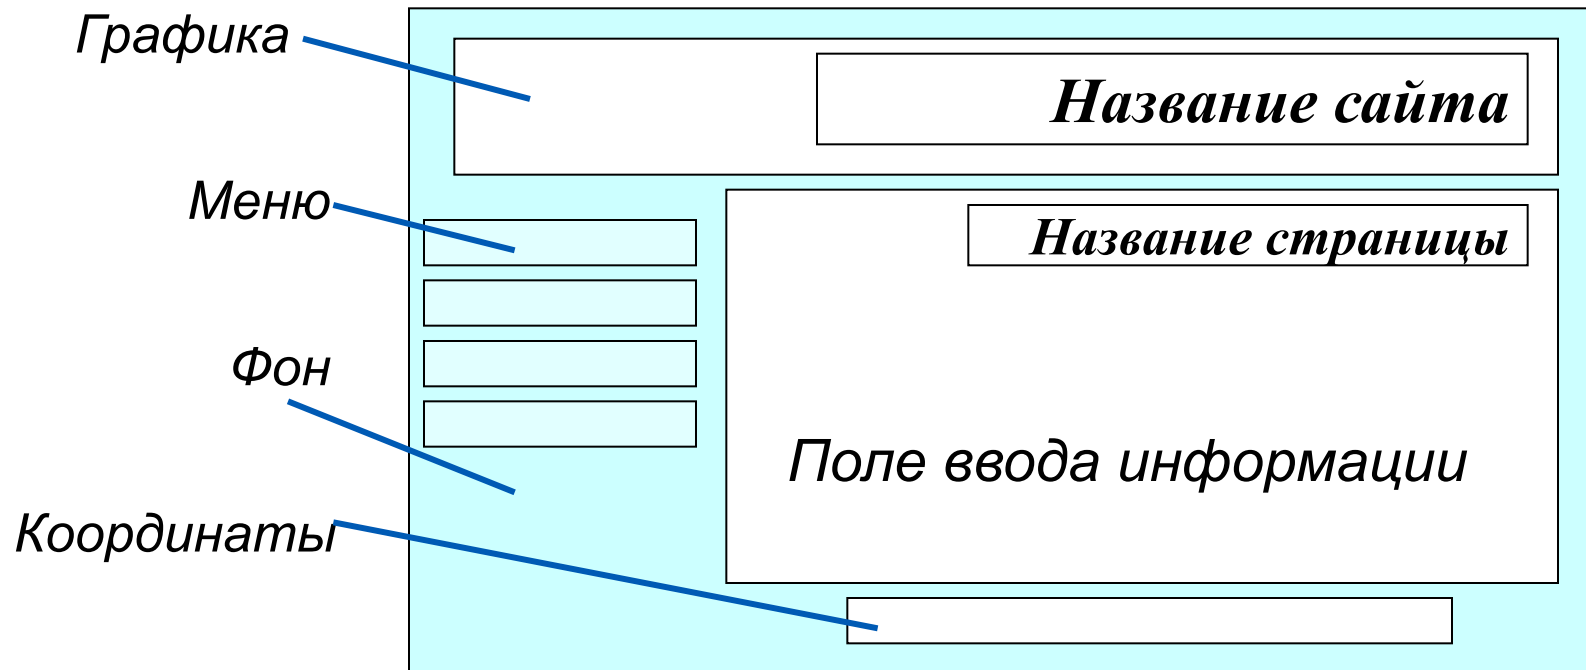 Графика
Название сайта
Меню
Название страницы
Фон
Поле ввода информации
Координаты